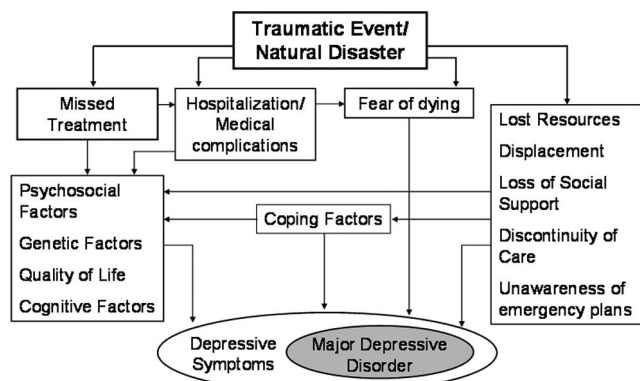 Traumatic Event/
Natural Disaster
Missed
Treatment
Hospitalization/
Medical
complications
Fear of dying
Lost Resources
Displacement
Loss of Social
Support
Discontinuity of
Care
Unawareness of
emergency plans
Psychosocial
Factors
Genetic Factors
Quality of Life
Cognitive Factors
Coping Factors
Depressive
Symptoms
Major Depressive
Disorder